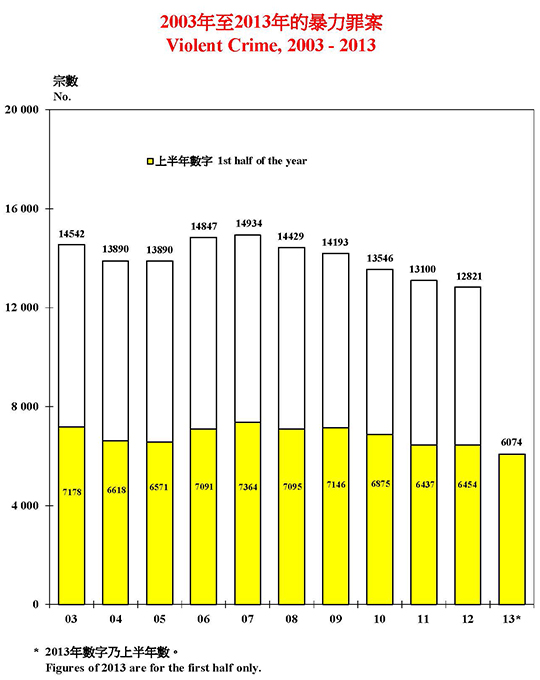 2003年至2013年的暴力罪案
Violent Crime, 2003 - 2013
宗數
No.
20 000
上半年數字 1st half of the year
16 000
14542 13890 13890 14847 14934 14429 14193 13546 13100 12821
12 000
8 000
6074
7178 6618 6571 7091 7364 7095 7146 6875 6437 6454
4 000
0
03 04 05 06 07 08 09 10 11 12 13*
* 2013年數字乃上半年數。
Figures of 2013 are for the first half only.